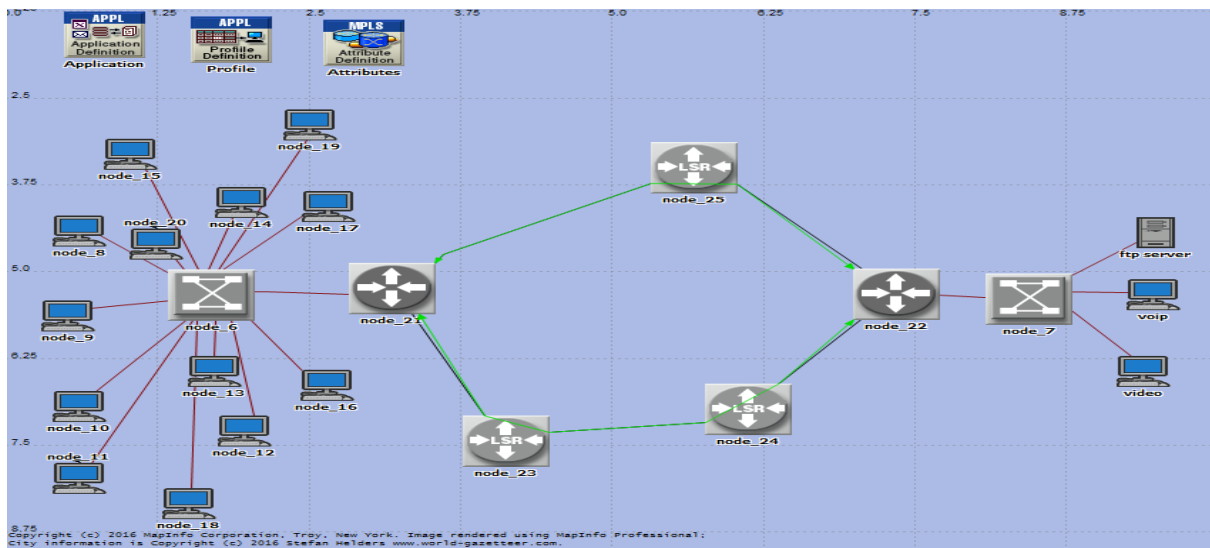 0.0 1.25 2.5 3.75 5.0 6.25 7.5 8.75
APPL APPL MPLS
Application
Definition
Profile
Definition
Attribute
Definition
Application
Profile
Attributes
2.5
node_19
node_15
3.75
node_25
node_20
node_14
node_17
node_8
ftp server
5.0
node_21
node_22
node_6
node_7
voip
node_9
6.25
node_13
node_16
video
node_10
node_24
7.5
node_12
node_11
node_23
node_18
8.75
LSR
LSR
LSR
Copyright (c) 2016 MapInfo Corporation, Troy, New York. Image rendered using MapInfo Professional;
City information is Copyright (c) 2016 Stefan Helders www.world-gazetteer.com.